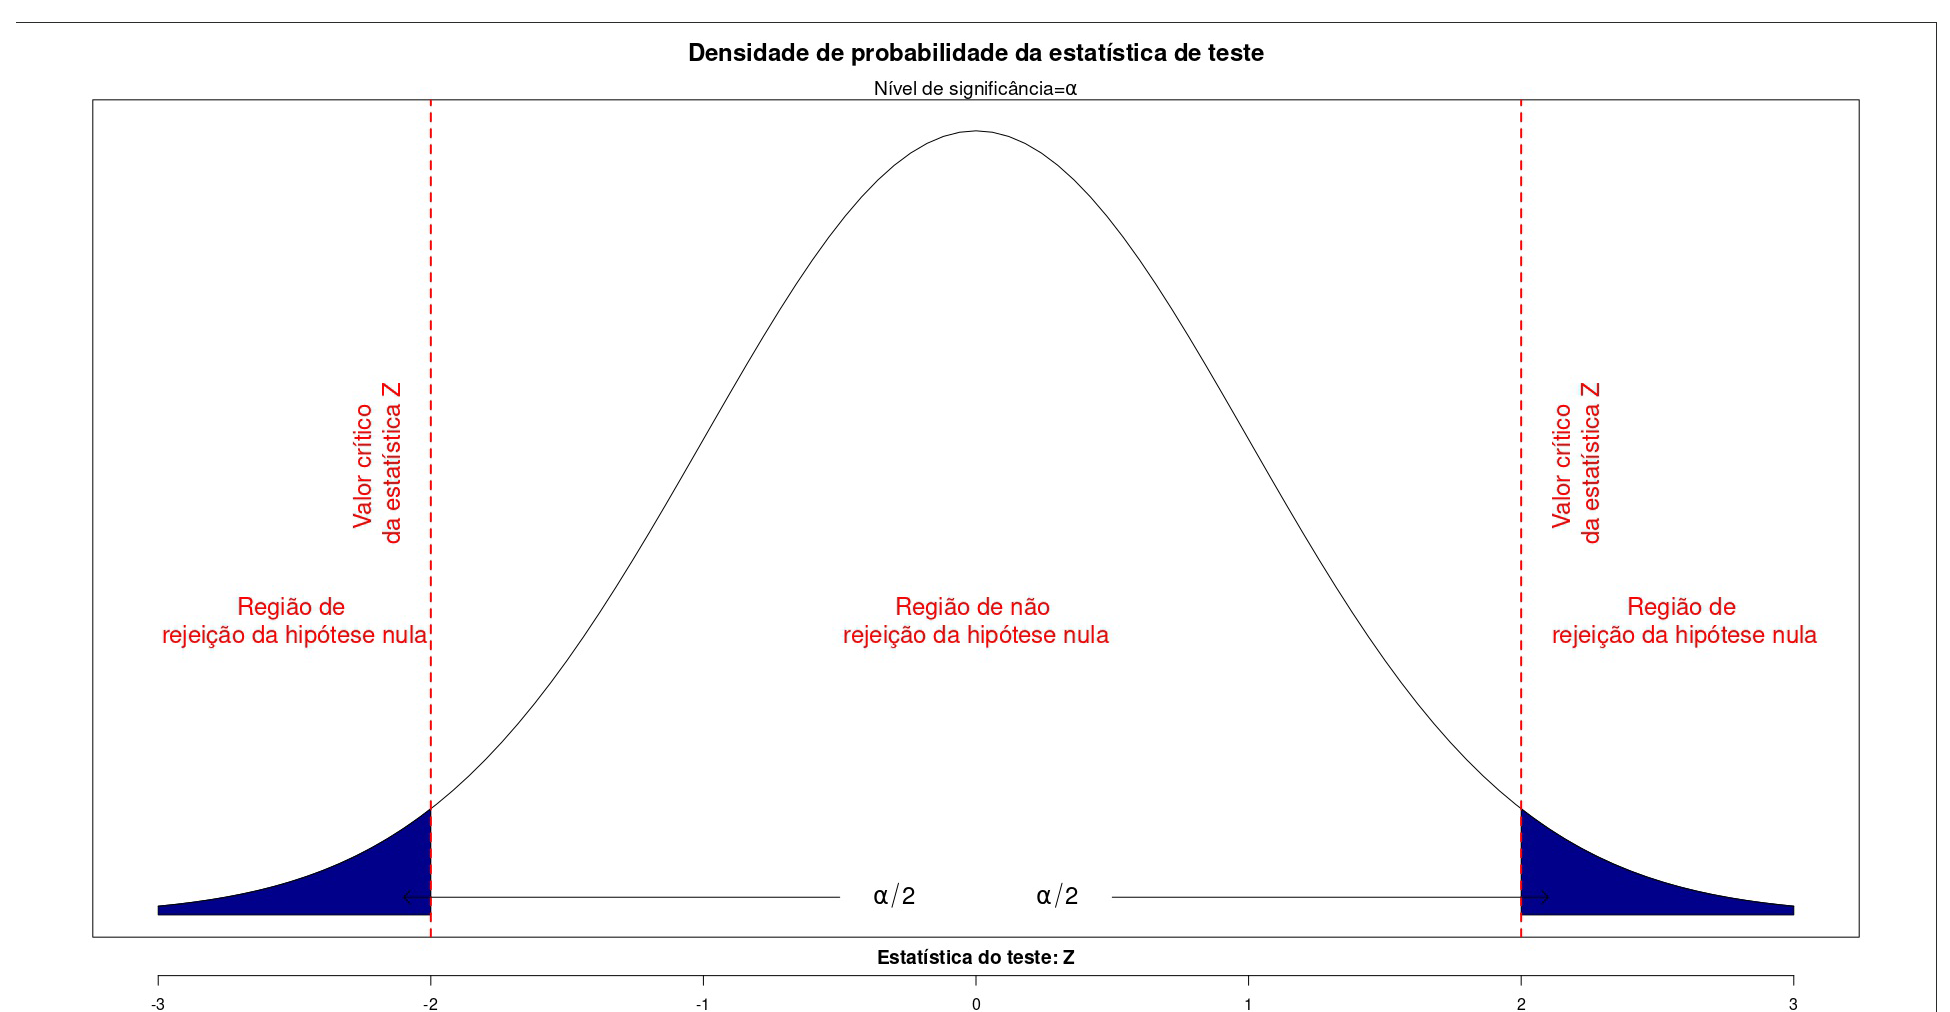 Densidade de probabilidade da estatística de teste
Nível de significância=α
Valor crítico
da estatística Z
Valor crítico
da estatística Z
Região de
rejeição da hipótese nula
Região de não
rejeição da hipótese nula
Região de
rejeição da hipótese nula
α/2
α/2
Estatística do teste: Z
-3 -2 -1 0 1 2 3